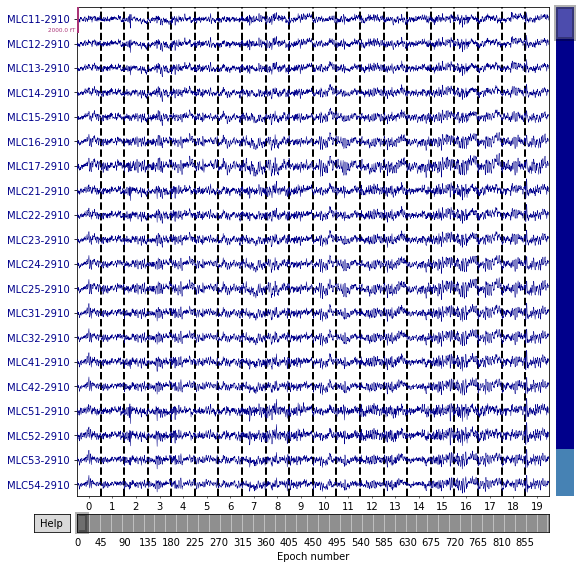 MLC11-2910
2000.0 fT
MLC12-2910
MLC13-2910
MLC14-2910
MLC15-2910
MLC16-2910
MLC17-2910
MLC21-2910
MLC22-2910
MLC23-2910
MLC24-2910
MLC25-2910
MLC31-2910
MLC32-2910
MLC41-2910
MLC42-2910
MLC51-2910
MLC52-2910
MLC53-2910
MLC54-2910
0 1 2 3 4 5 6 7 8 9 10 11 12 13 14 15 16 17 18 19
Help
0 45 90 135 180 225 270 315 360 405 450 495 540 585 630 675 720 765 810 855
Epoch number